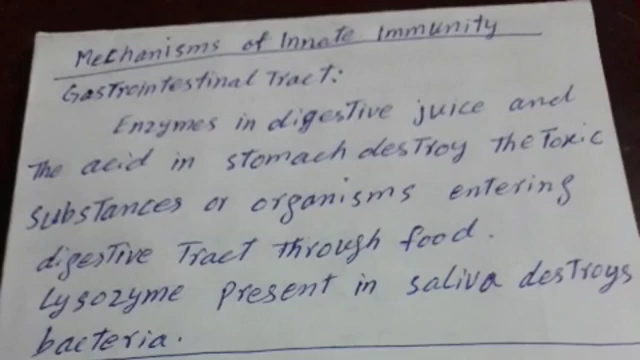 Mechanisms of Innate Immunity
Gastrointestinal Tract:
Enzymes in digestive juice and
The acid in stomach destroy the Toxic
substances or organisms entering
digestive Tract through food.
Lysozyme present in saliva destroys
bacteria.